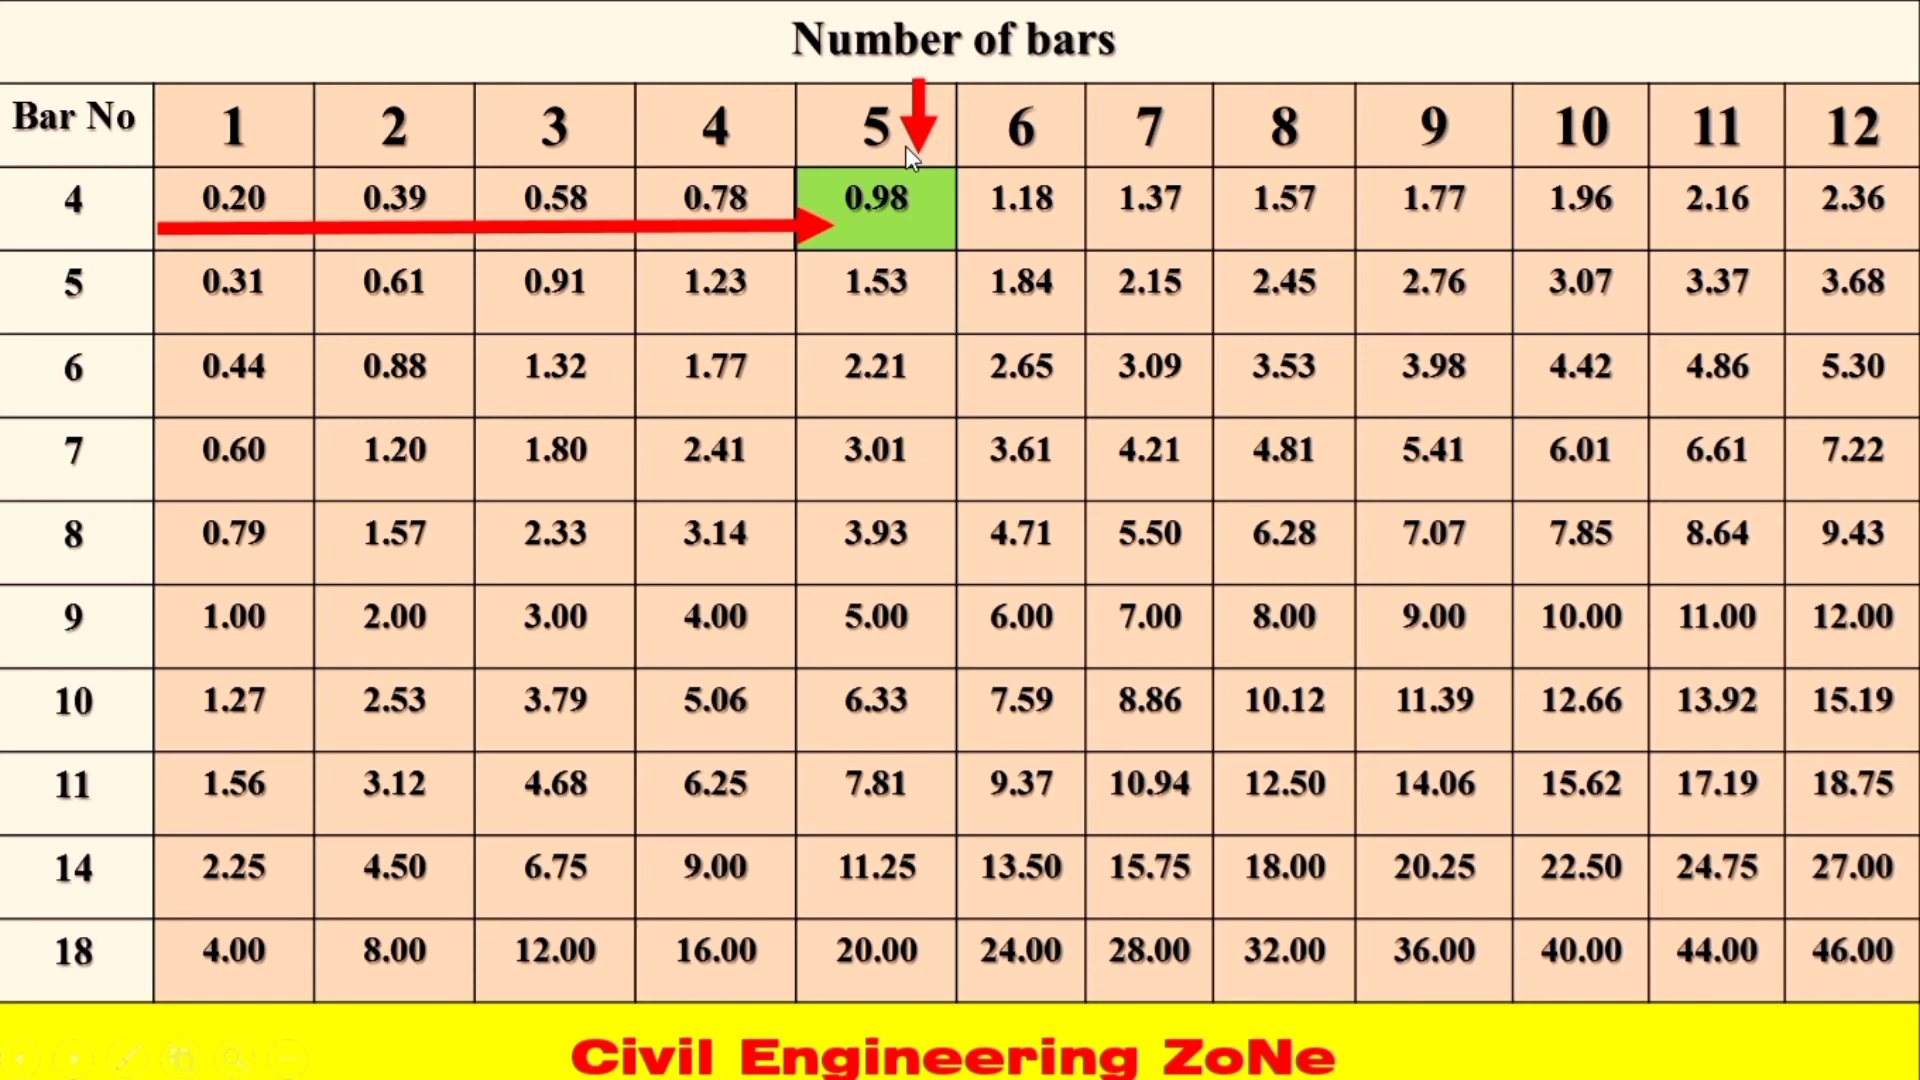 Number of bars
Bar No 1 2 3 4 5 6 7 8 9 10 11 12
4 0.20 0.39 0.58 0.78 0.98 1.18 1.37 1.57 1.77 1.96 2.16 2.36
5 0.31 0.61 0.91 1.23 1.53 1.84 2.15 2.45 2.76 3.07 3.37 3.68
6 0.44 0.88 1.32 1.77 2.21 2.65 3.09 3.53 3.98 4.42 4.86 5.30
7 0.60 1.20 1.80 2.41 3.01 3.61 4.21 4.81 5.41 6.01 6.61 7.22
8 0.79 1.57 2.33 3.14 3.93 4.71 5.50 6.28 7.07 7.85 8.64 9.43
9 1.00 2.00 3.00 4.00 5.00 6.00 7.00 8.00 9.00 10.00 11.00 12.00
10 1.27 2.53 3.79 5.06 6.33 7.59 8.86 10.12 11.39 12.66 13.92 15.19
11 1.56 3.12 4.68 6.25 7.81 9.37 10.94 12.50 14.06 15.62 17.19 18.75
14 2.25 4.50 6.75 9.00 11.25 13.50 15.75 18.00 20.25 22.50 24.75 27.00
18 4.00 8.00 12.00 16.00 20.00 24.00 28.00 32.00 36.00 40.00 44.00 46.00
Civil Engineering ZoNe